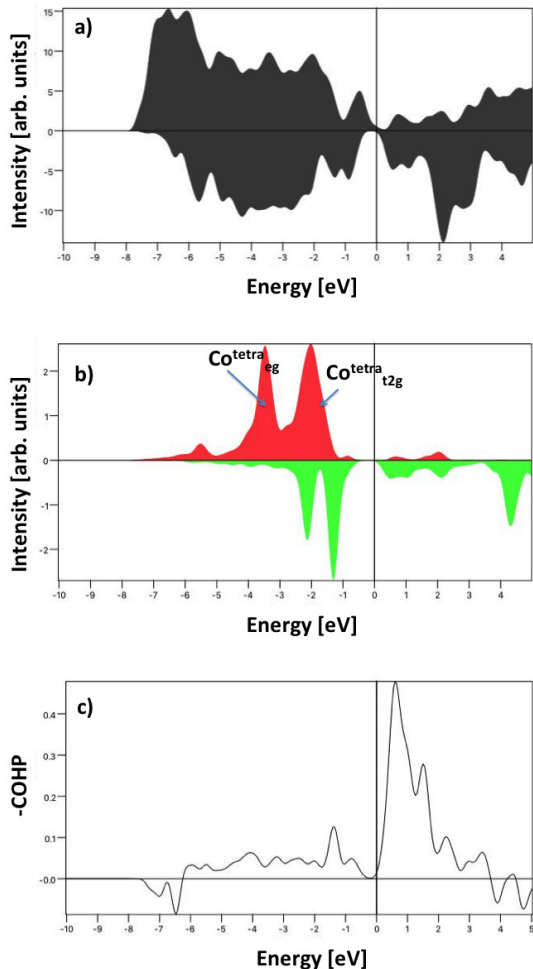 a)
Intensity [arb. units]
15
10
5
0
-5
-10
-10 -9 -8 -7 -6 -5 -4 -3 -2 -1 0 1 2 3 4
Energy [eV]
b)
Co^tetra_eg
Co^tetra_t2g
Intensity [arb. units]
2
1
0
-1
-2
-10 -9 -8 -7 -6 -5 -4 -3 -2 -1 0 1 2 3 4 5
Energy [eV]
c)
-COHP
0.4
0.3
0.2
0.1
-0.0
-10 -9 -8 -7 -6 -5 -4 -3 -2 -1 0 1 2 3 4 5
Energy [eV]